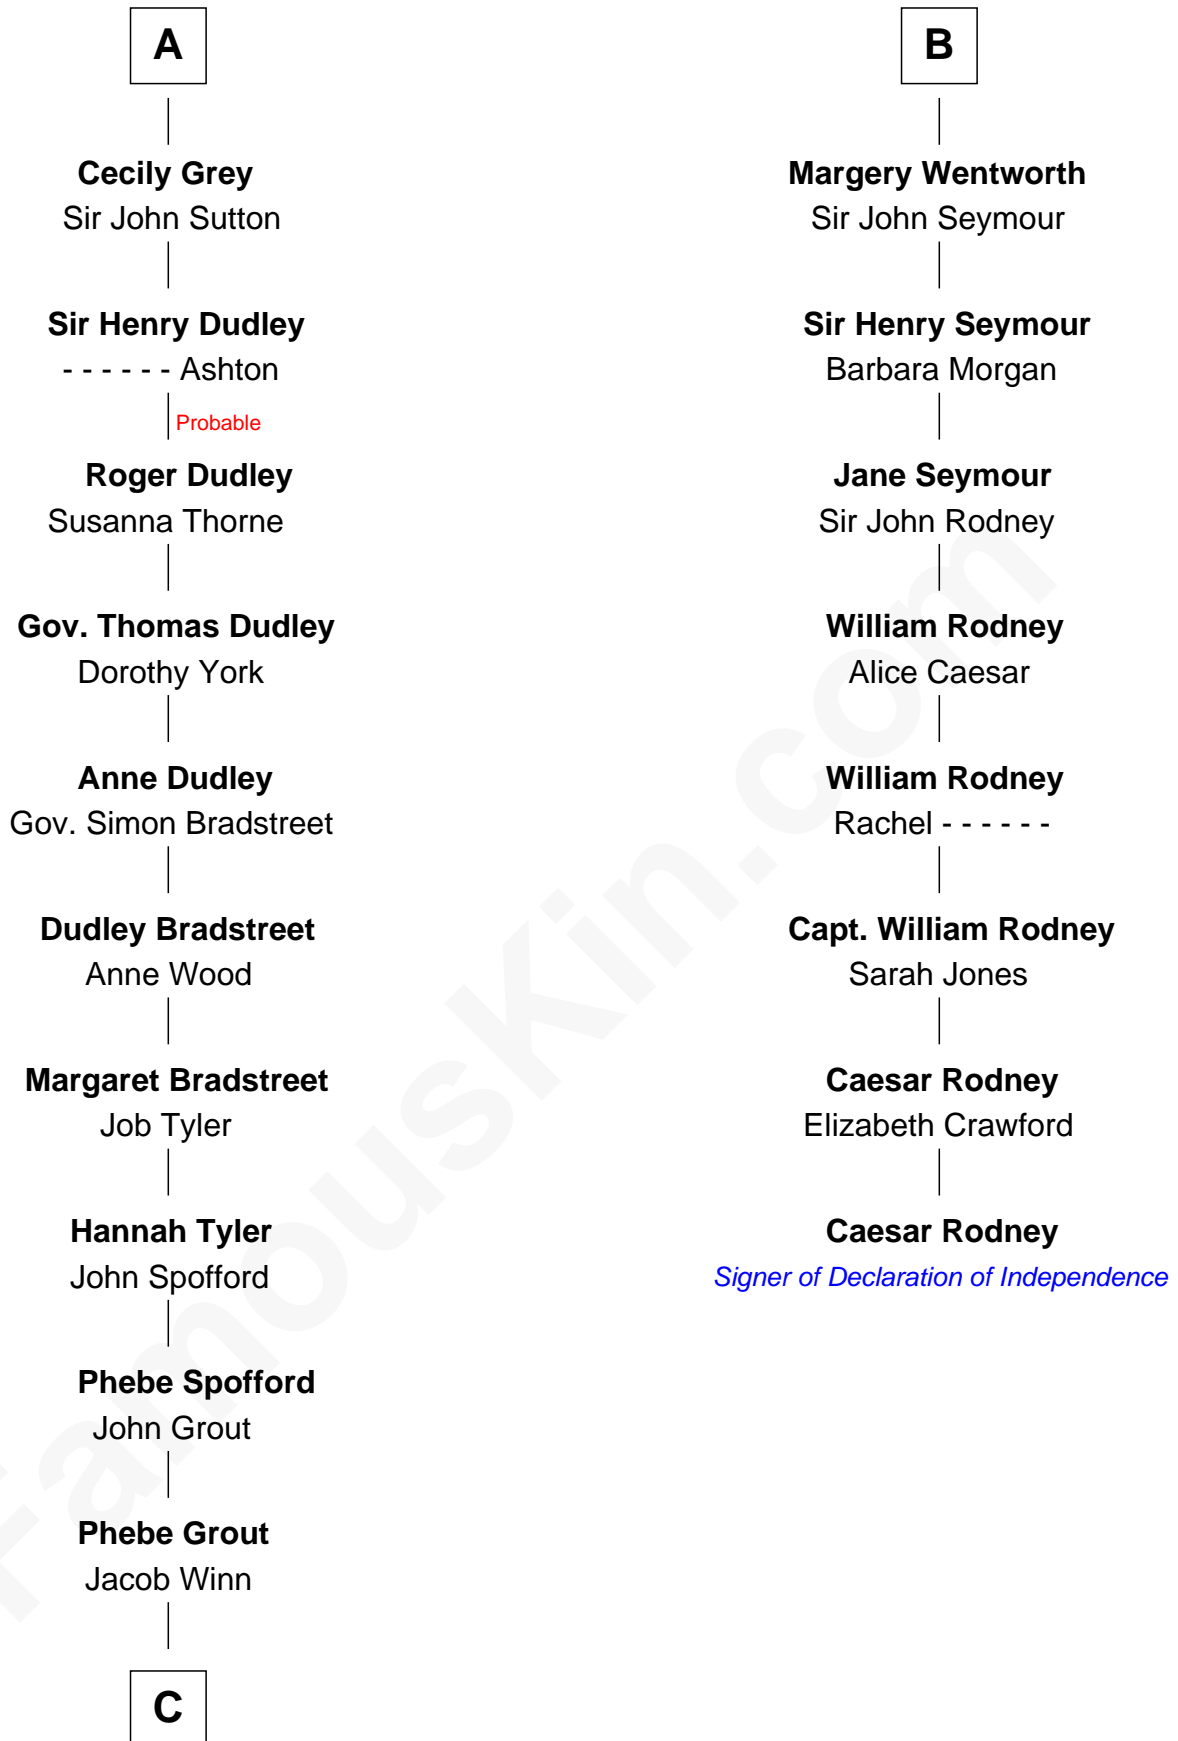 A
Cecily Grey
Sir John Sutton
Sir Henry Dudley
- - - - - - Ashton
Probable
Roger Dudley
Susanna Thorne
Gov. Thomas Dudley
Dorothy York
Anne Dudley
Gov. Simon Bradstreet
Dudley Bradstreet
Anne Wood
Margaret Bradstreet
Job Tyler
Hannah Tyler
John Spofford
Phebe Spofford
John Grout
Phebe Grout
Jacob Winn
C
B
Margery Wentworth
Sir John Seymour
Sir Henry Seymour
Barbara Morgan
Jane Seymour
Sir John Rodney
William Rodney
Alice Caesar
William Rodney
Rachel - - - - - -
Capt. William Rodney
Sarah Jones
Caesar Rodney
Elizabeth Crawford
Caesar Rodney
Signer of Declaration of Independence
FamousKin.com